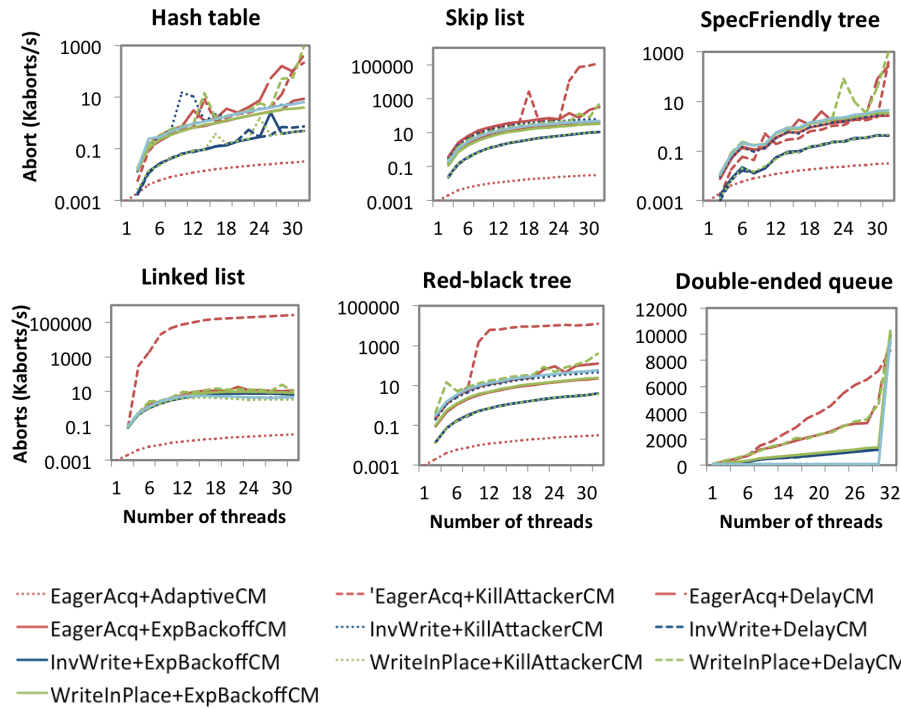 Hash table Skip list SpecFriendly tree
Abort (Kaborts/s)
1000 100000 1000
10 10 10
0.1 0.1 0.1
0.001 0.001 0.001
1 6 12 18 24 30 1 6 12 18 24 30 1 6 12 18 24 30
Linked list Red-black tree Double-ended queue
Aborts (Kaborts/s)
100000 100000 12000
1000 1000 10000
10 10 8000
0.1 0.1 6000
0.001 0.001 4000
2000
0
1 6 12 18 24 30 1 6 12 18 24 30 1 6 14 20 26 32
Number of threads Number of threads Number of threads
EagerAcq+AdaptiveCM 'EagerAcq+KillAttackerCM EagerAcq+DelayCM
EagerAcq+ExpBackoffCM InvWrite+KillAttackerCM InvWrite+DelayCM
InvWrite+ExpBackoffCM WriteInPlace+KillAttackerCM WriteInPlace+DelayCM
WriteInPlace+ExpBackoffCM